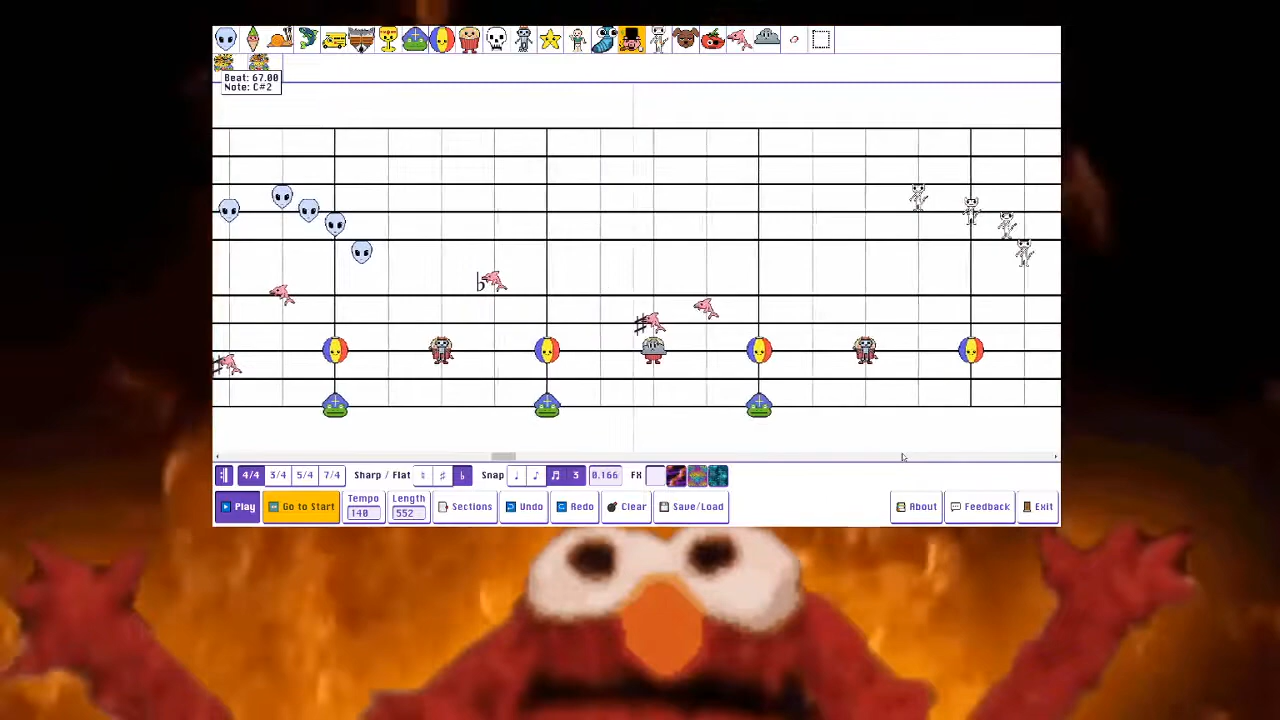 Beat: 67.00
Note: C#2
4/4 3/4 5/4 7/4 Sharp / Flat ♮ ♯ ♭ Snap ♩ ♪ ♬ 3 0.166 FX
Play Go to Start Tempo 140 Length 552 Sections Undo Redo Clear Save/Load About Feedback Exit